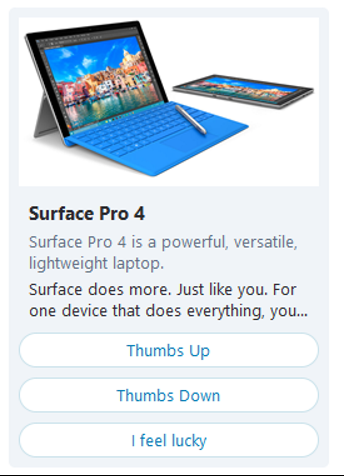 Surface Pro 4
Surface Pro 4 is a powerful, versatile,
lightweight laptop.
Surface does more. Just like you. For
one device that does everything, you...
Thumbs Up
Thumbs Down
I feel lucky